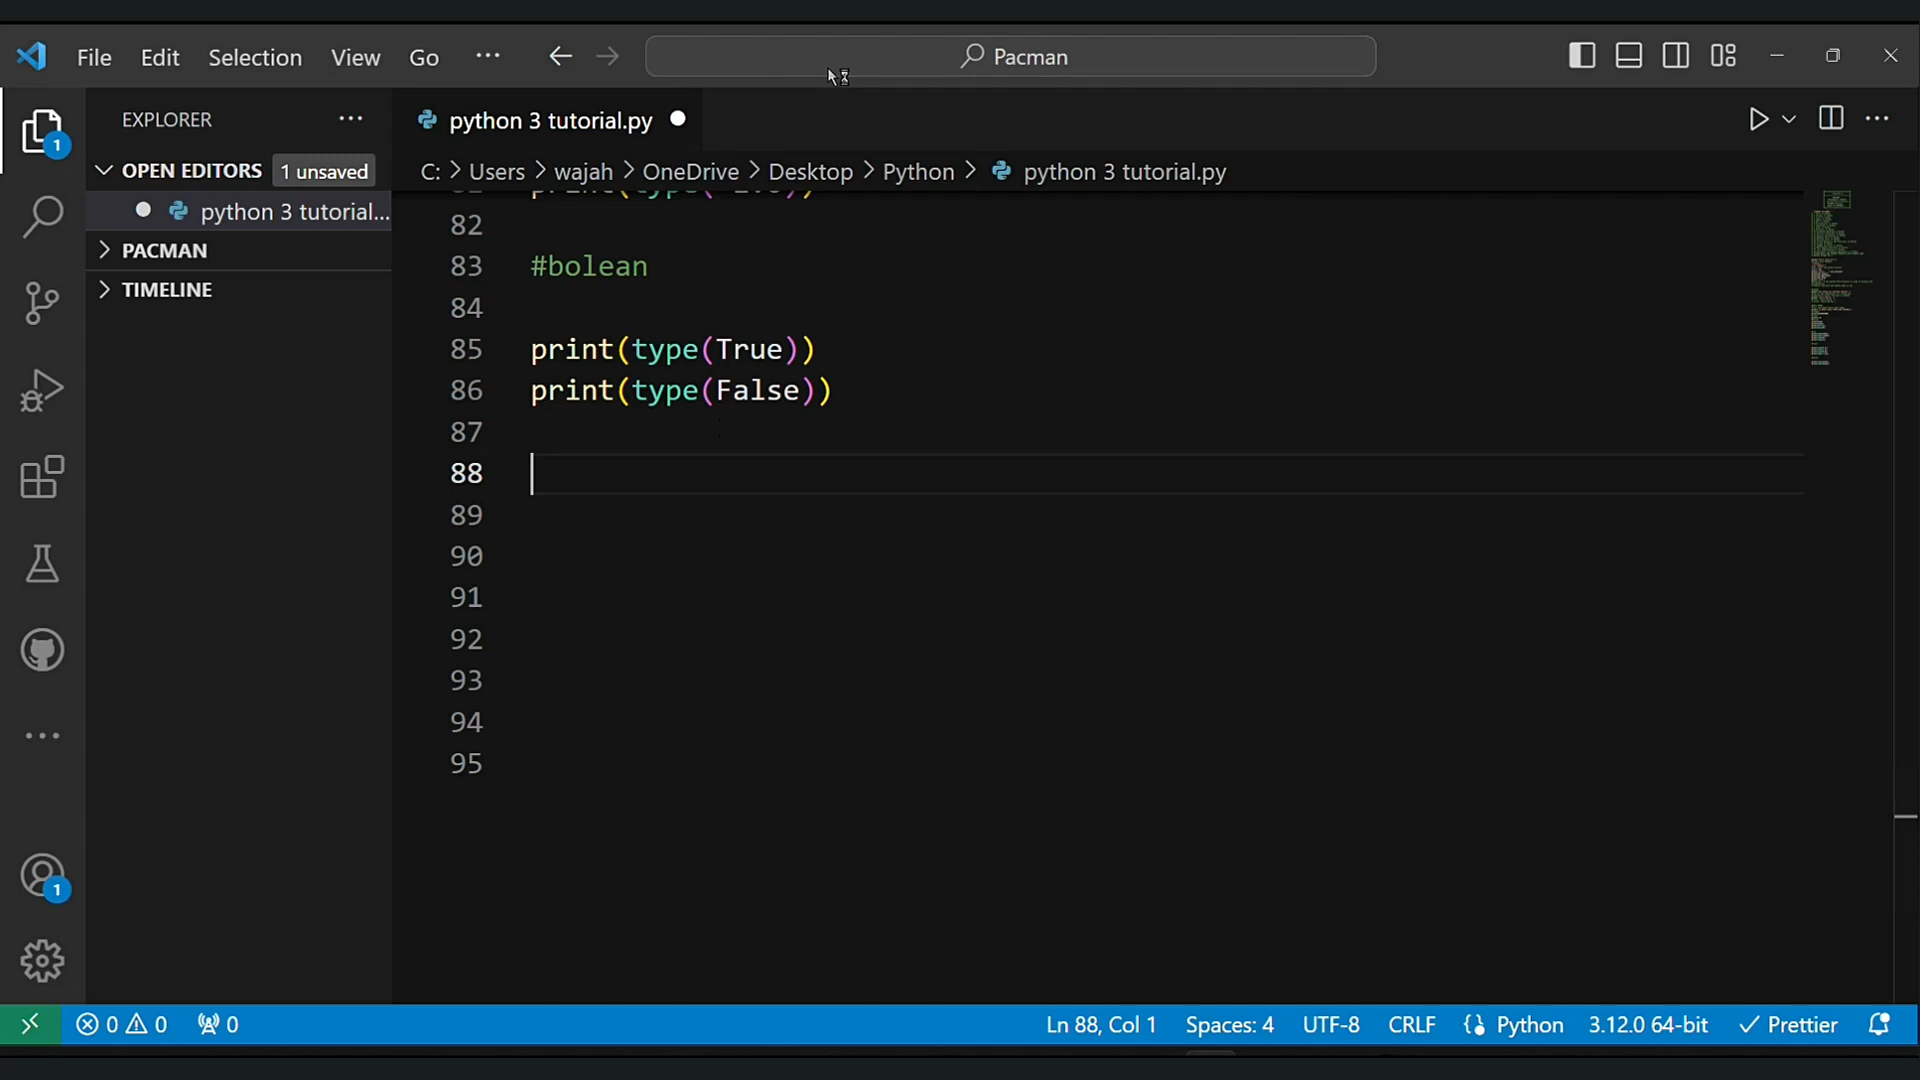 File Edit Selection View Go ··· Pacman
EXPLORER ···
python 3 tutorial.py
OPEN EDITORS 1 unsaved
C: > Users > wajah > OneDrive > Desktop > Python > python 3 tutorial.py
python 3 tutorial...
PACMAN
TIMELINE
82
83 #bolean
84
85 print(type(True))
86 print(type(False))
87
88
89
90
91
92
93
94
95
1
1
0 0 0 Ln 88, Col 1 Spaces: 4 UTF-8 CRLF Python 3.12.0 64-bit Prettier